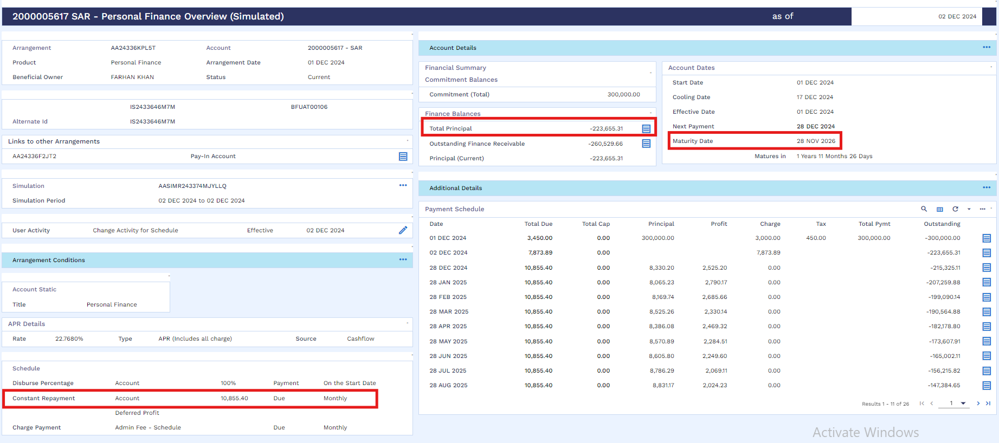 2000005617 SAR - Personal Finance Overview (Simulated) as of 02 DEC 2024
Arrangement AA24336KPL5T Account 2000005617 - SAR
Product Personal Finance Arrangement Date 01 DEC 2024
Beneficial Owner FARHAN KHAN Status Current
IS2433646M7M BFUAT00106
Alternate Id IS2433646M7M
Links to other Arrangements
AA24336F2JT2 Pay-In Account
Simulation AASIMR243374MJYLLQ
Simulation Period 02 DEC 2024 to 02 DEC 2024
User Activity Change Activity for Schedule Effective 02 DEC 2024
Arrangement Conditions
Account Static
Title Personal Finance
APR Details
Rate 22.7680% Type APR (Includes all charge) Source Cashflow
Schedule
Disburse Percentage Account 100% Payment On the Start Date
Constant Repayment Account 10,855.40 Due Monthly
Deferred Profit
Charge Payment Admin Fee - Schedule Due Monthly
Account Details
Financial Summary
Commitment Balances
Commitment (Total) 300,000.00
Finance Balances
Total Principal -223,655.31
Outstanding Finance Receivable -260,529.66
Principal (Current) -223,655.31
Account Dates
Start Date 01 DEC 2024
Cooling Date 17 DEC 2024
Effective Date 01 DEC 2024
Next Payment 28 DEC 2024
Maturity Date 28 NOV 2026
Matures in 1 Years 11 Months 26 Days
Additional Details
Payment Schedule
Date Total Due Total Cap Principal Profit Charge Tax Total Pymt Outstanding
01 DEC 2024 3,450.00 0.00 300,000.00 3,000.00 450.00 300,000.00 -300,000.00
02 DEC 2024 7,873.89 0.00 7,873.89 -223,655.31
28 DEC 2024 10,855.40 0.00 8,330.20 2,525.20 0.00 -215,325.11
28 JAN 2025 10,855.40 0.00 8,065.23 2,790.17 0.00 -207,259.88
28 FEB 2025 10,855.40 0.00 8,169.74 2,685.66 0.00 -199,090.14
28 MAR 2025 10,855.40 0.00 8,525.26 2,330.14 0.00 -190,564.88
28 APR 2025 10,855.40 0.00 8,386.08 2,469.32 0.00 -182,178.80
28 MAY 2025 10,855.40 0.00 8,570.89 2,284.51 0.00 -173,607.91
28 JUN 2025 10,855.40 0.00 8,605.80 2,249.60 0.00 -165,002.11
28 JUL 2025 10,855.40 0.00 8,786.29 2,069.11 0.00 -156,215.82
28 AUG 2025 10,855.40 0.00 8,831.17 2,024.23 0.00 -147,384.65
Results 1 - 11 of 26 1
Activate Windows